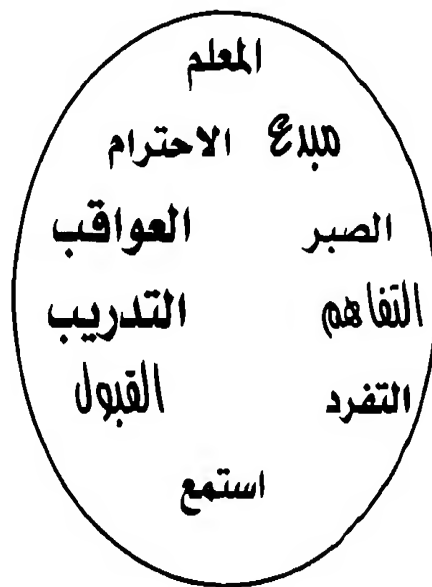 المعلم
مبدع الاحترام
الصبر العواقب
التفاهم التدريب
التفرد القبول
استمع